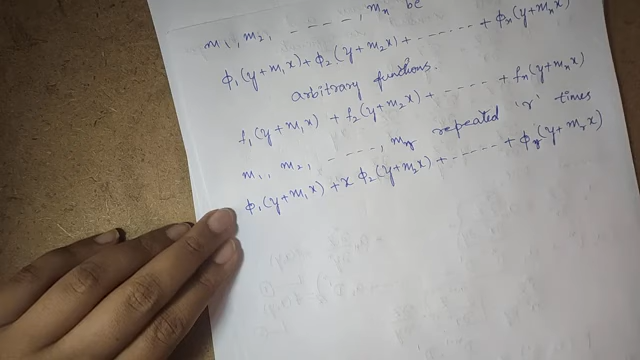 m₁, m₂, - - - - - -, mₙ be
ϕ₁(y+m₁x)+ϕ₂(y+m₂x)+ - - - - - - + ϕₙ(y+mₙx)
arbitrary functions.
f₁(y+m₁x) + f₂(y+m₂x)+ - - - - - + fₙ(y+mₙx)
m₁, m₂, - - - - -, mᵣ repeated 'r' times
ϕ₁(y+m₁x)+x ϕ₂(y+m₂x)+ - - - - - - + ϕᵣ(y+mᵣx)